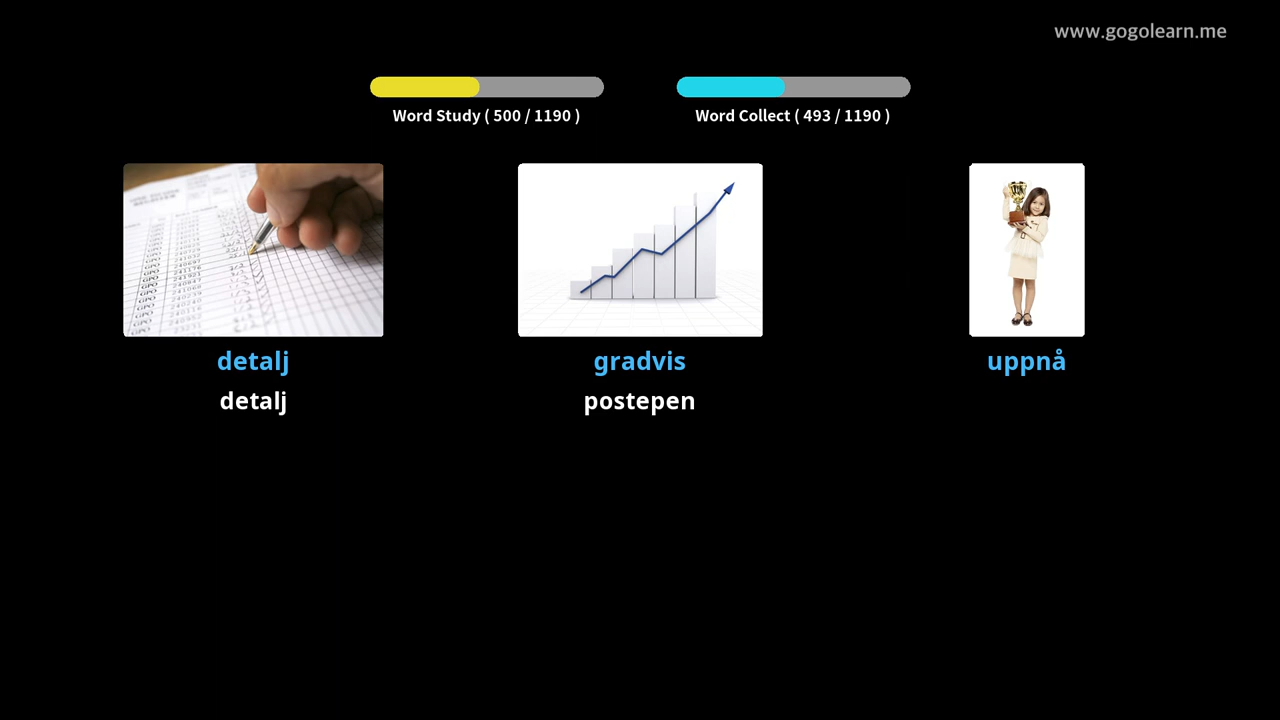 www.gogolearn.me
Word Study ( 500 / 1190 )
Word Collect ( 493 / 1190 )
detalj
gradvis
uppnå
detalj
postepen